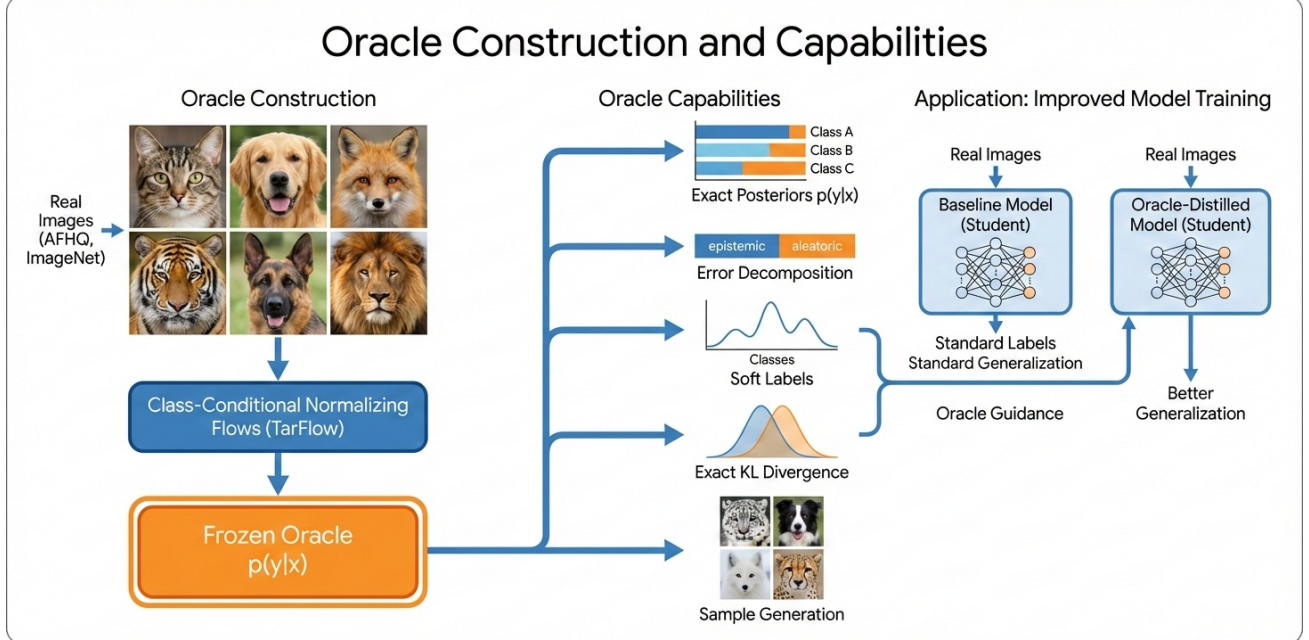 Oracle Construction and Capabilities
Oracle Construction
Real
Images
(AFHQ,
ImageNet)
Class-Conditional Normalizing
Flows (TarFlow)
Frozen Oracle
p(y|x)
Oracle Capabilities
Class A
Class B
Class C
Exact Posteriors p(y|x)
epistemic
aleatoric
Error Decomposition
Classes
Soft Labels
Exact KL Divergence
Sample Generation
Application: Improved Model Training
Real Images
Baseline Model
(Student)
Standard Labels
Standard Generalization
Oracle Guidance
Real Images
Oracle-Distilled
Model (Student)
Better
Generalization